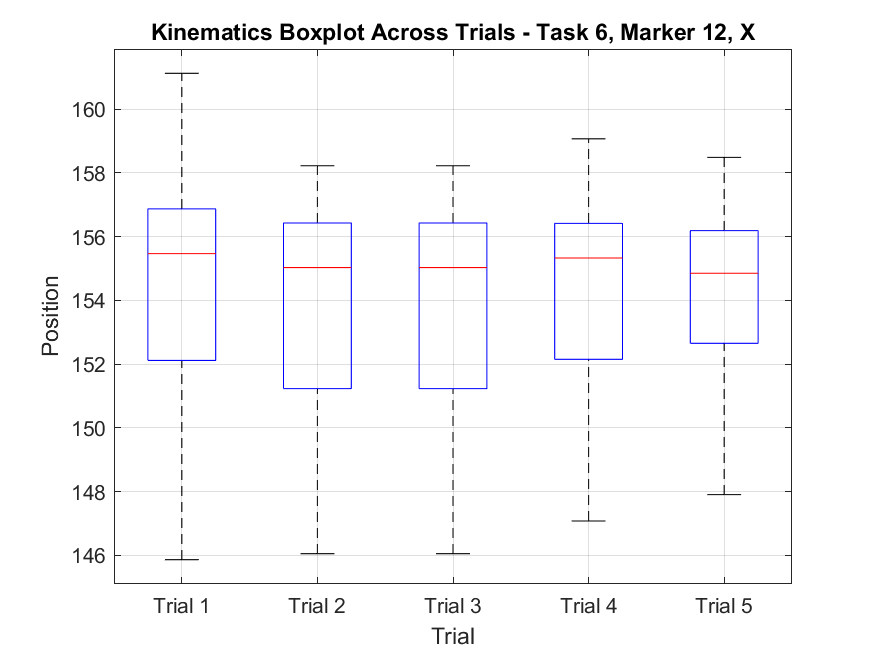 Kinematics Boxplot Across Trials - Task 6, Marker 12, X
160
158
156
154
152
150
148
146
Position
Trial 1 Trial 2 Trial 3 Trial 4 Trial 5
Trial